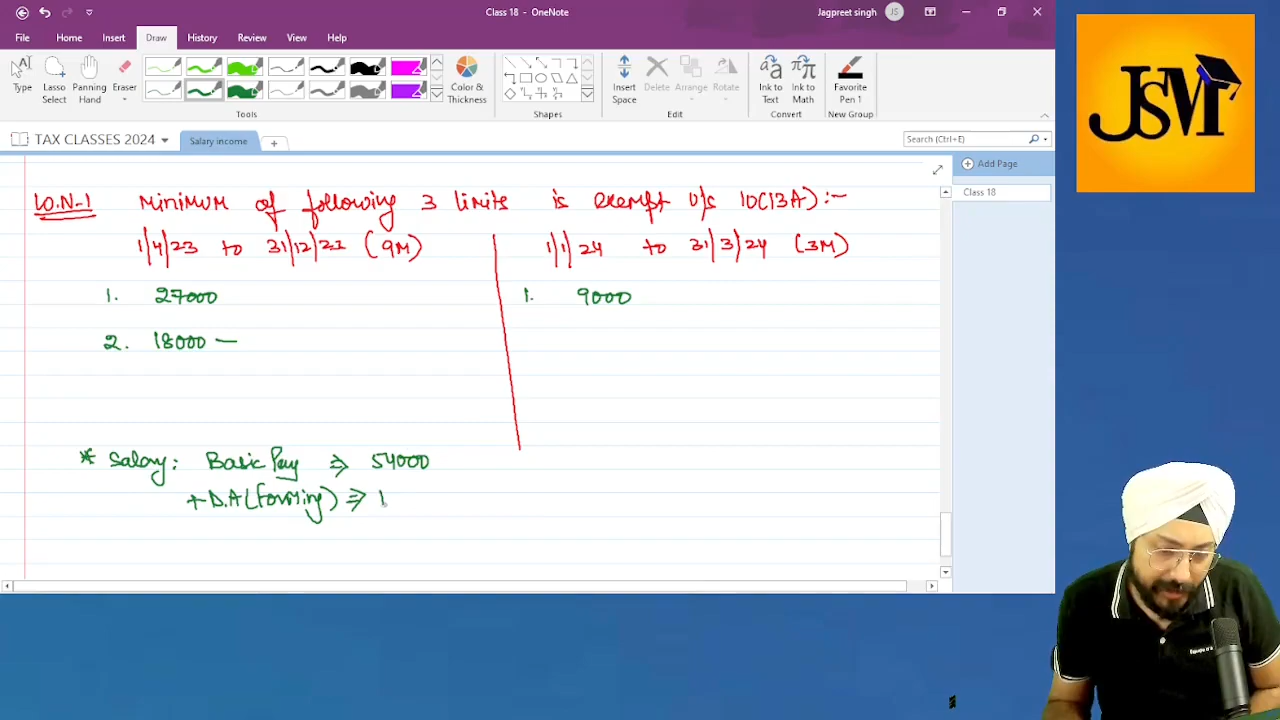 Class 18 - OneNote
Jagpreet singh JS
File Home Insert Draw History Review View Help
Type Lasso Select Panning Hand Eraser Color & Thickness Insert Space Delete Arrange Rotate Ink to Text Ink to Math Favorite Pen 1
Tools Shapes Edit Convert New Group
TAX CLASSES 2024 Salary income + Search (Ctrl+E)
Add Page
Class 18
W.N-1 Minimum of following 3 limits is exempt u/s 10(13A):-
1/4/23 to 31/12/23 (9M) 1/1/24 to 31/3/24 (3M)
1. 27000 1. 9000
2. 18000 —
* Salary: Basic Pay ⇒ 54000
+ D.A (forming) ⇒ 1
JSM